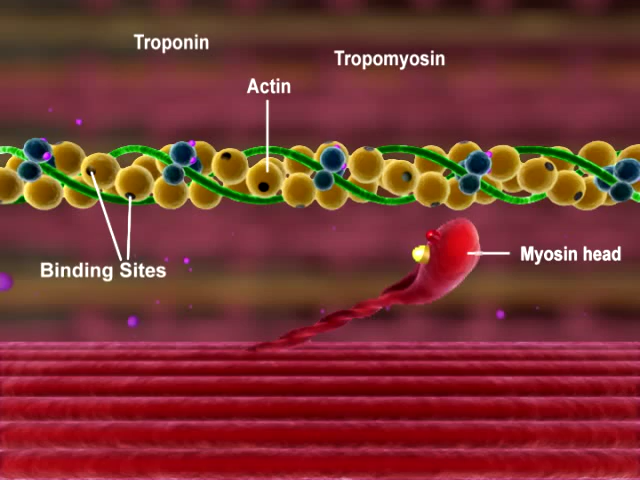 Troponin
Tropomyosin
Actin
Binding Sites
Myosin head